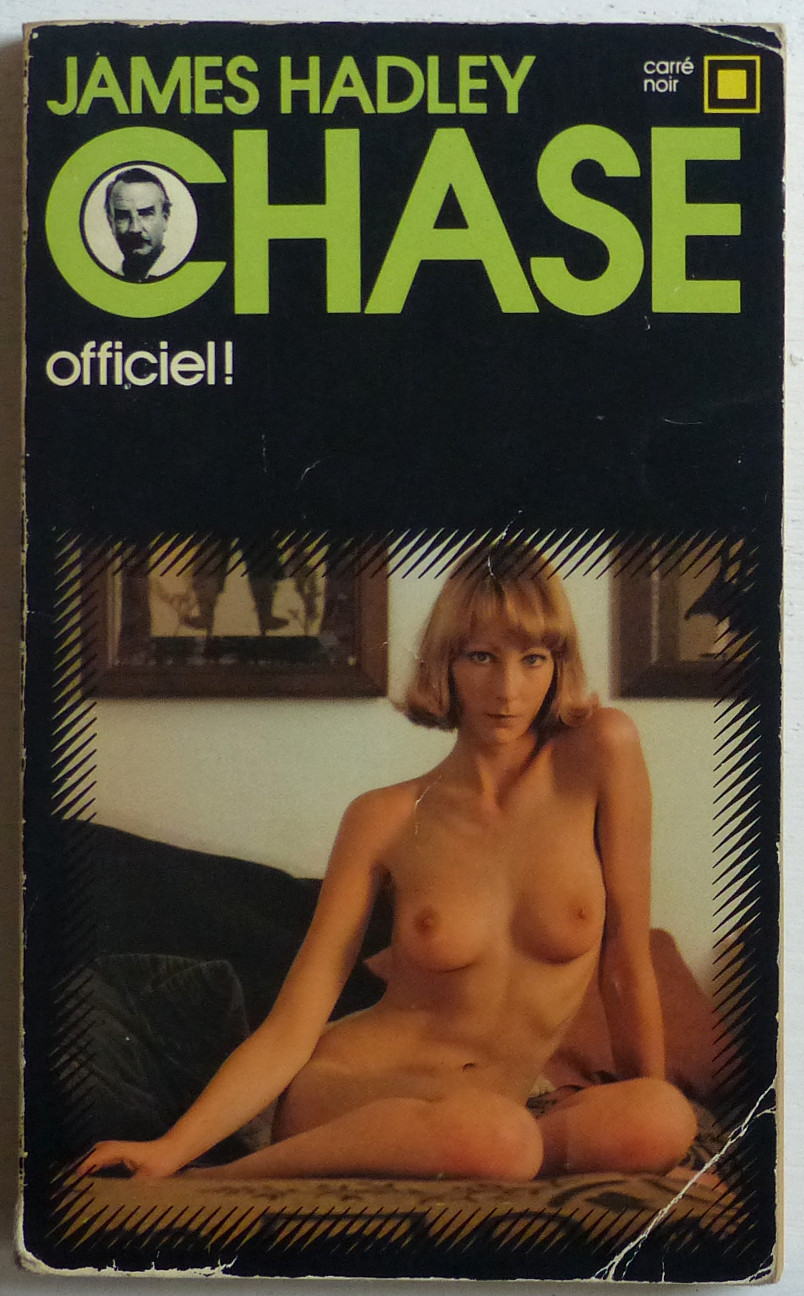 JAMES HADLEY
carré
noir
CHASE
officiel!